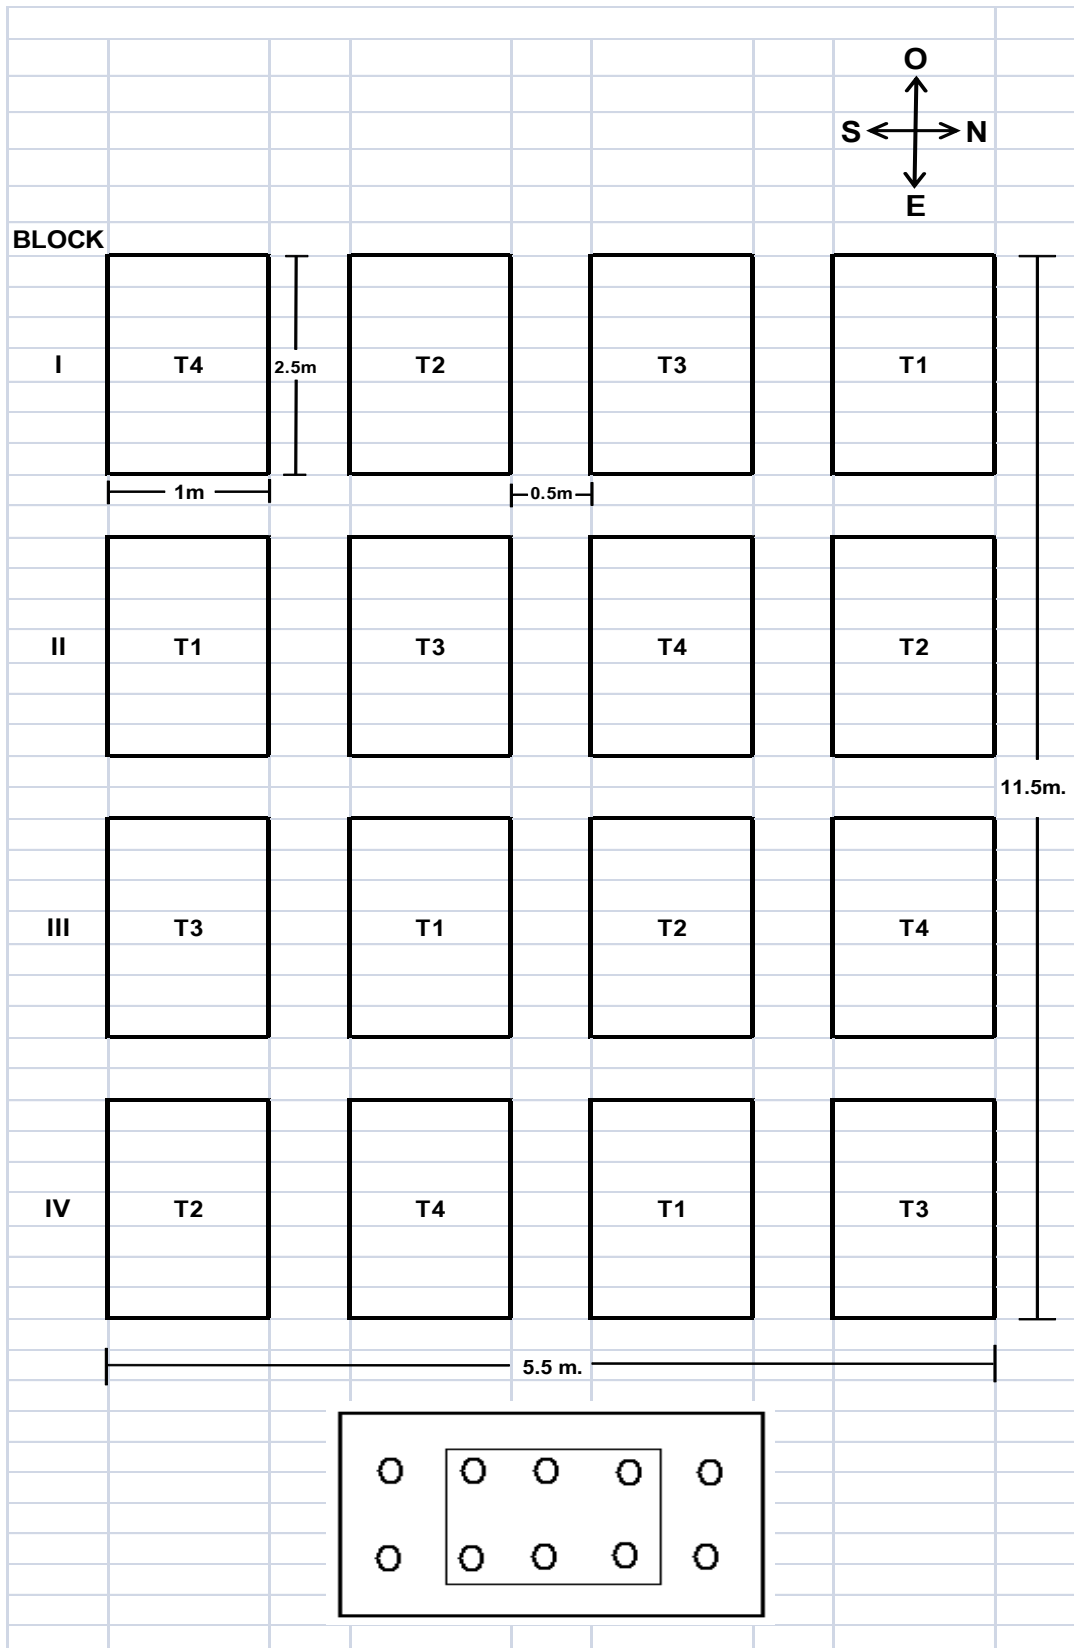 O
S N
E
BLOCK
I T4 2.5m T2 T3 T1
1m 0.5m
II T1 T3 T4 T2
11.5m.
III T3 T1 T2 T4
IV T2 T4 T1 T3
5.5 m.
O O O O O
O O O O O